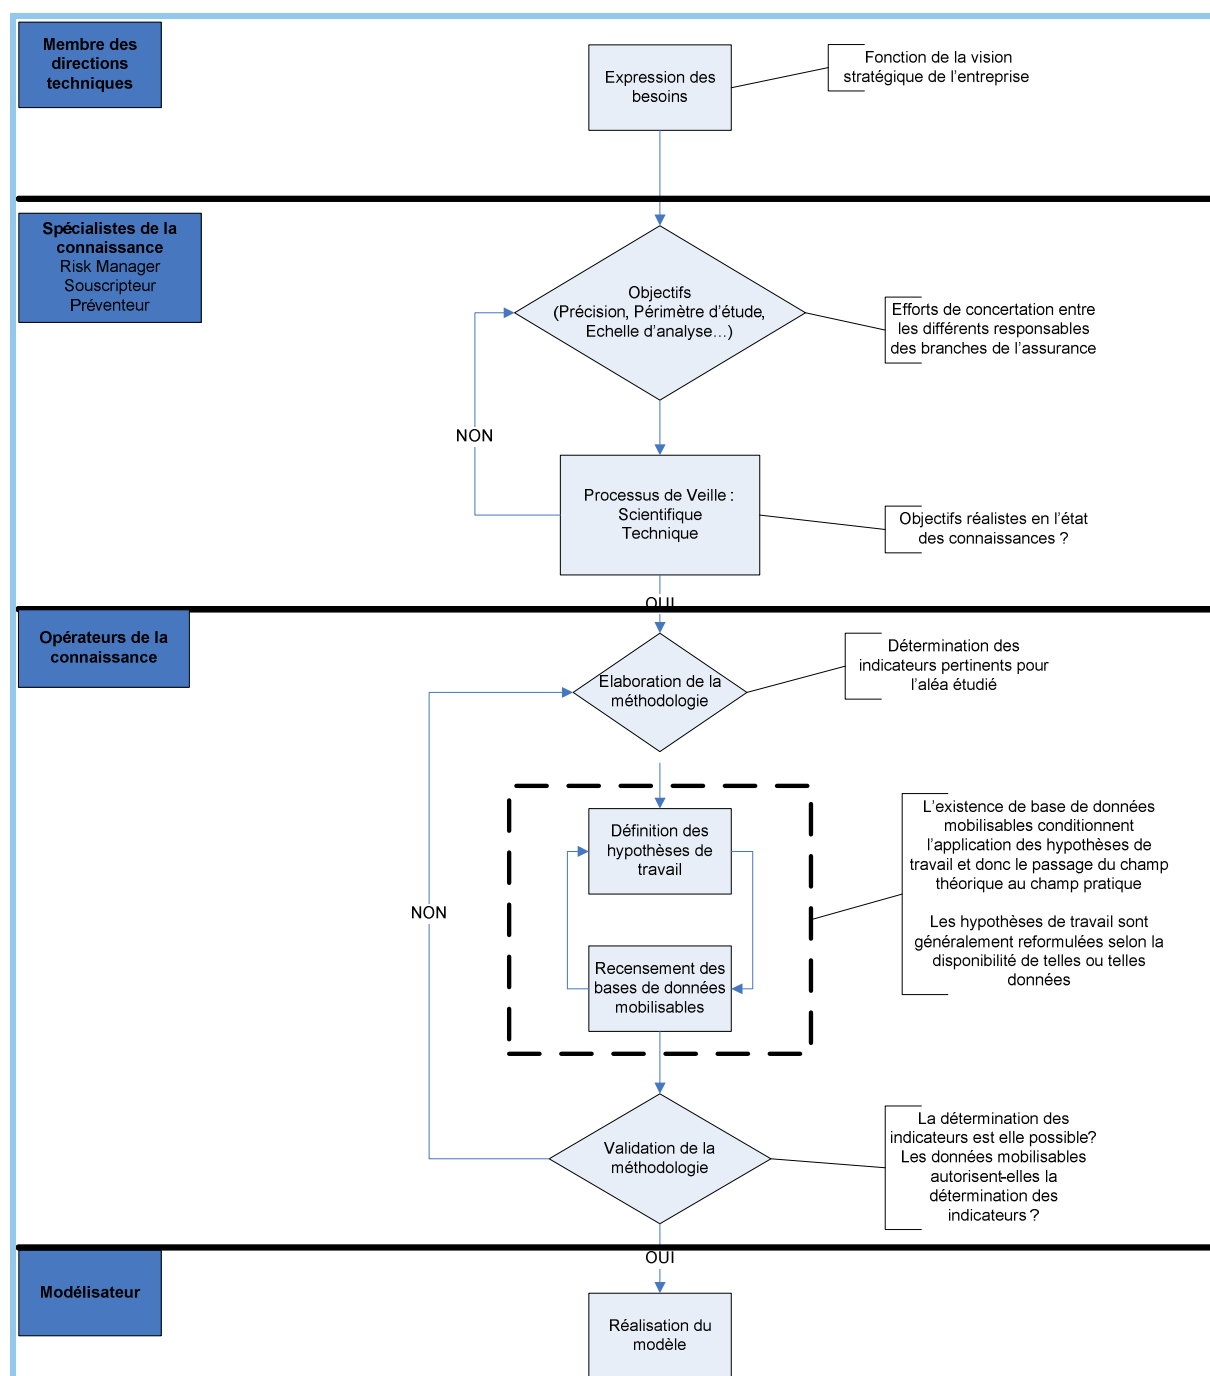 Membre des
directions
techniques
Expression des
besoins
Fonction de la vision
stratégique de l'entreprise
Spécialistes de la
connaissance
Risk Manager
Souscripteur
Préventeur
Objectifs
(Précision, Périmètre d'étude,
Echelle d'analyse…)
Efforts de concertation entre
les différents responsables
des branches de l'assurance
NON
Processus de Veille :
Scientifique
Technique
Objectifs réalistes en l'état
des connaissances ?
OUI
Opérateurs de la
connaissance
Elaboration de la
méthodologie
Détermination des
indicateurs pertinents pour
l'aléa étudié
Définition des
hypothèses de
travail
L'existence de base de données
mobilisables conditionnent
l'application des hypothèses de
travail et donc le passage du champ
théorique au champ pratique
Les hypothèses de travail sont
généralement reformulées selon la
disponibilité de telles ou telles
données
NON
Recensement des
bases de données
mobilisables
Validation de la
méthodologie
La détermination des
indicateurs est elle possible?
Les données mobilisables
autorisent-elles la
détermination des
indicateurs ?
OUI
Modélisateur
Réalisation du
modèle